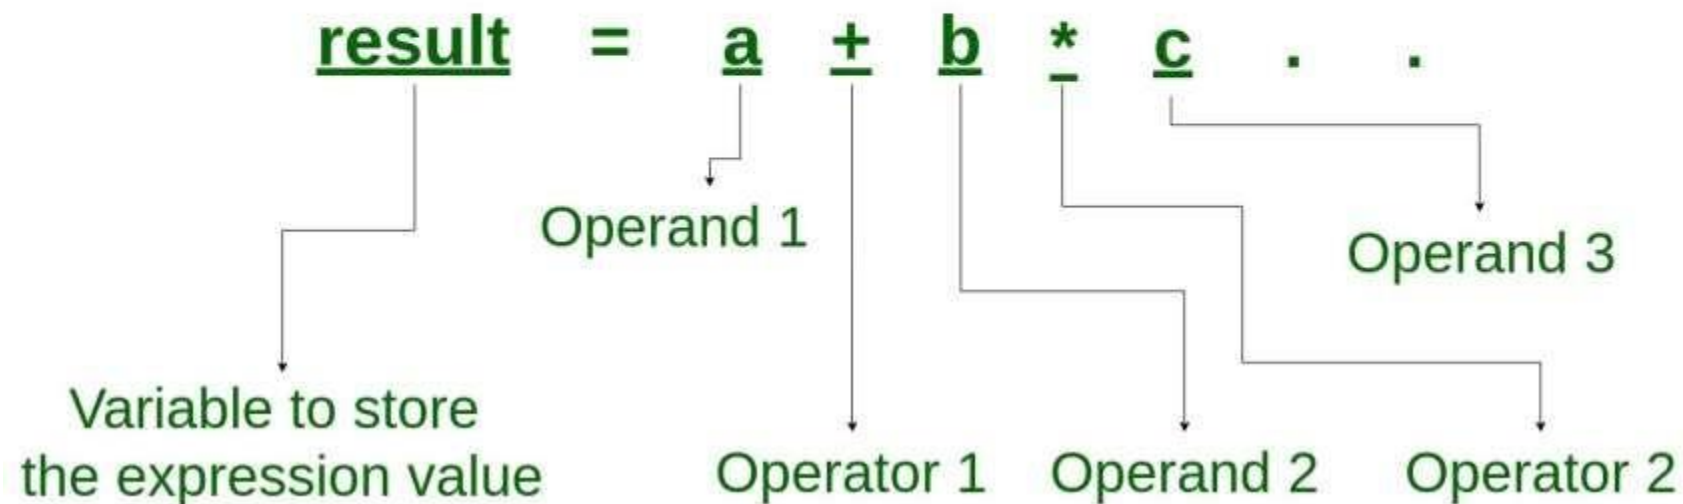 result = a + b * c . .
Operand 1
Operand 3
Variable to store
the expression value
Operator 1
Operand 2
Operator 2